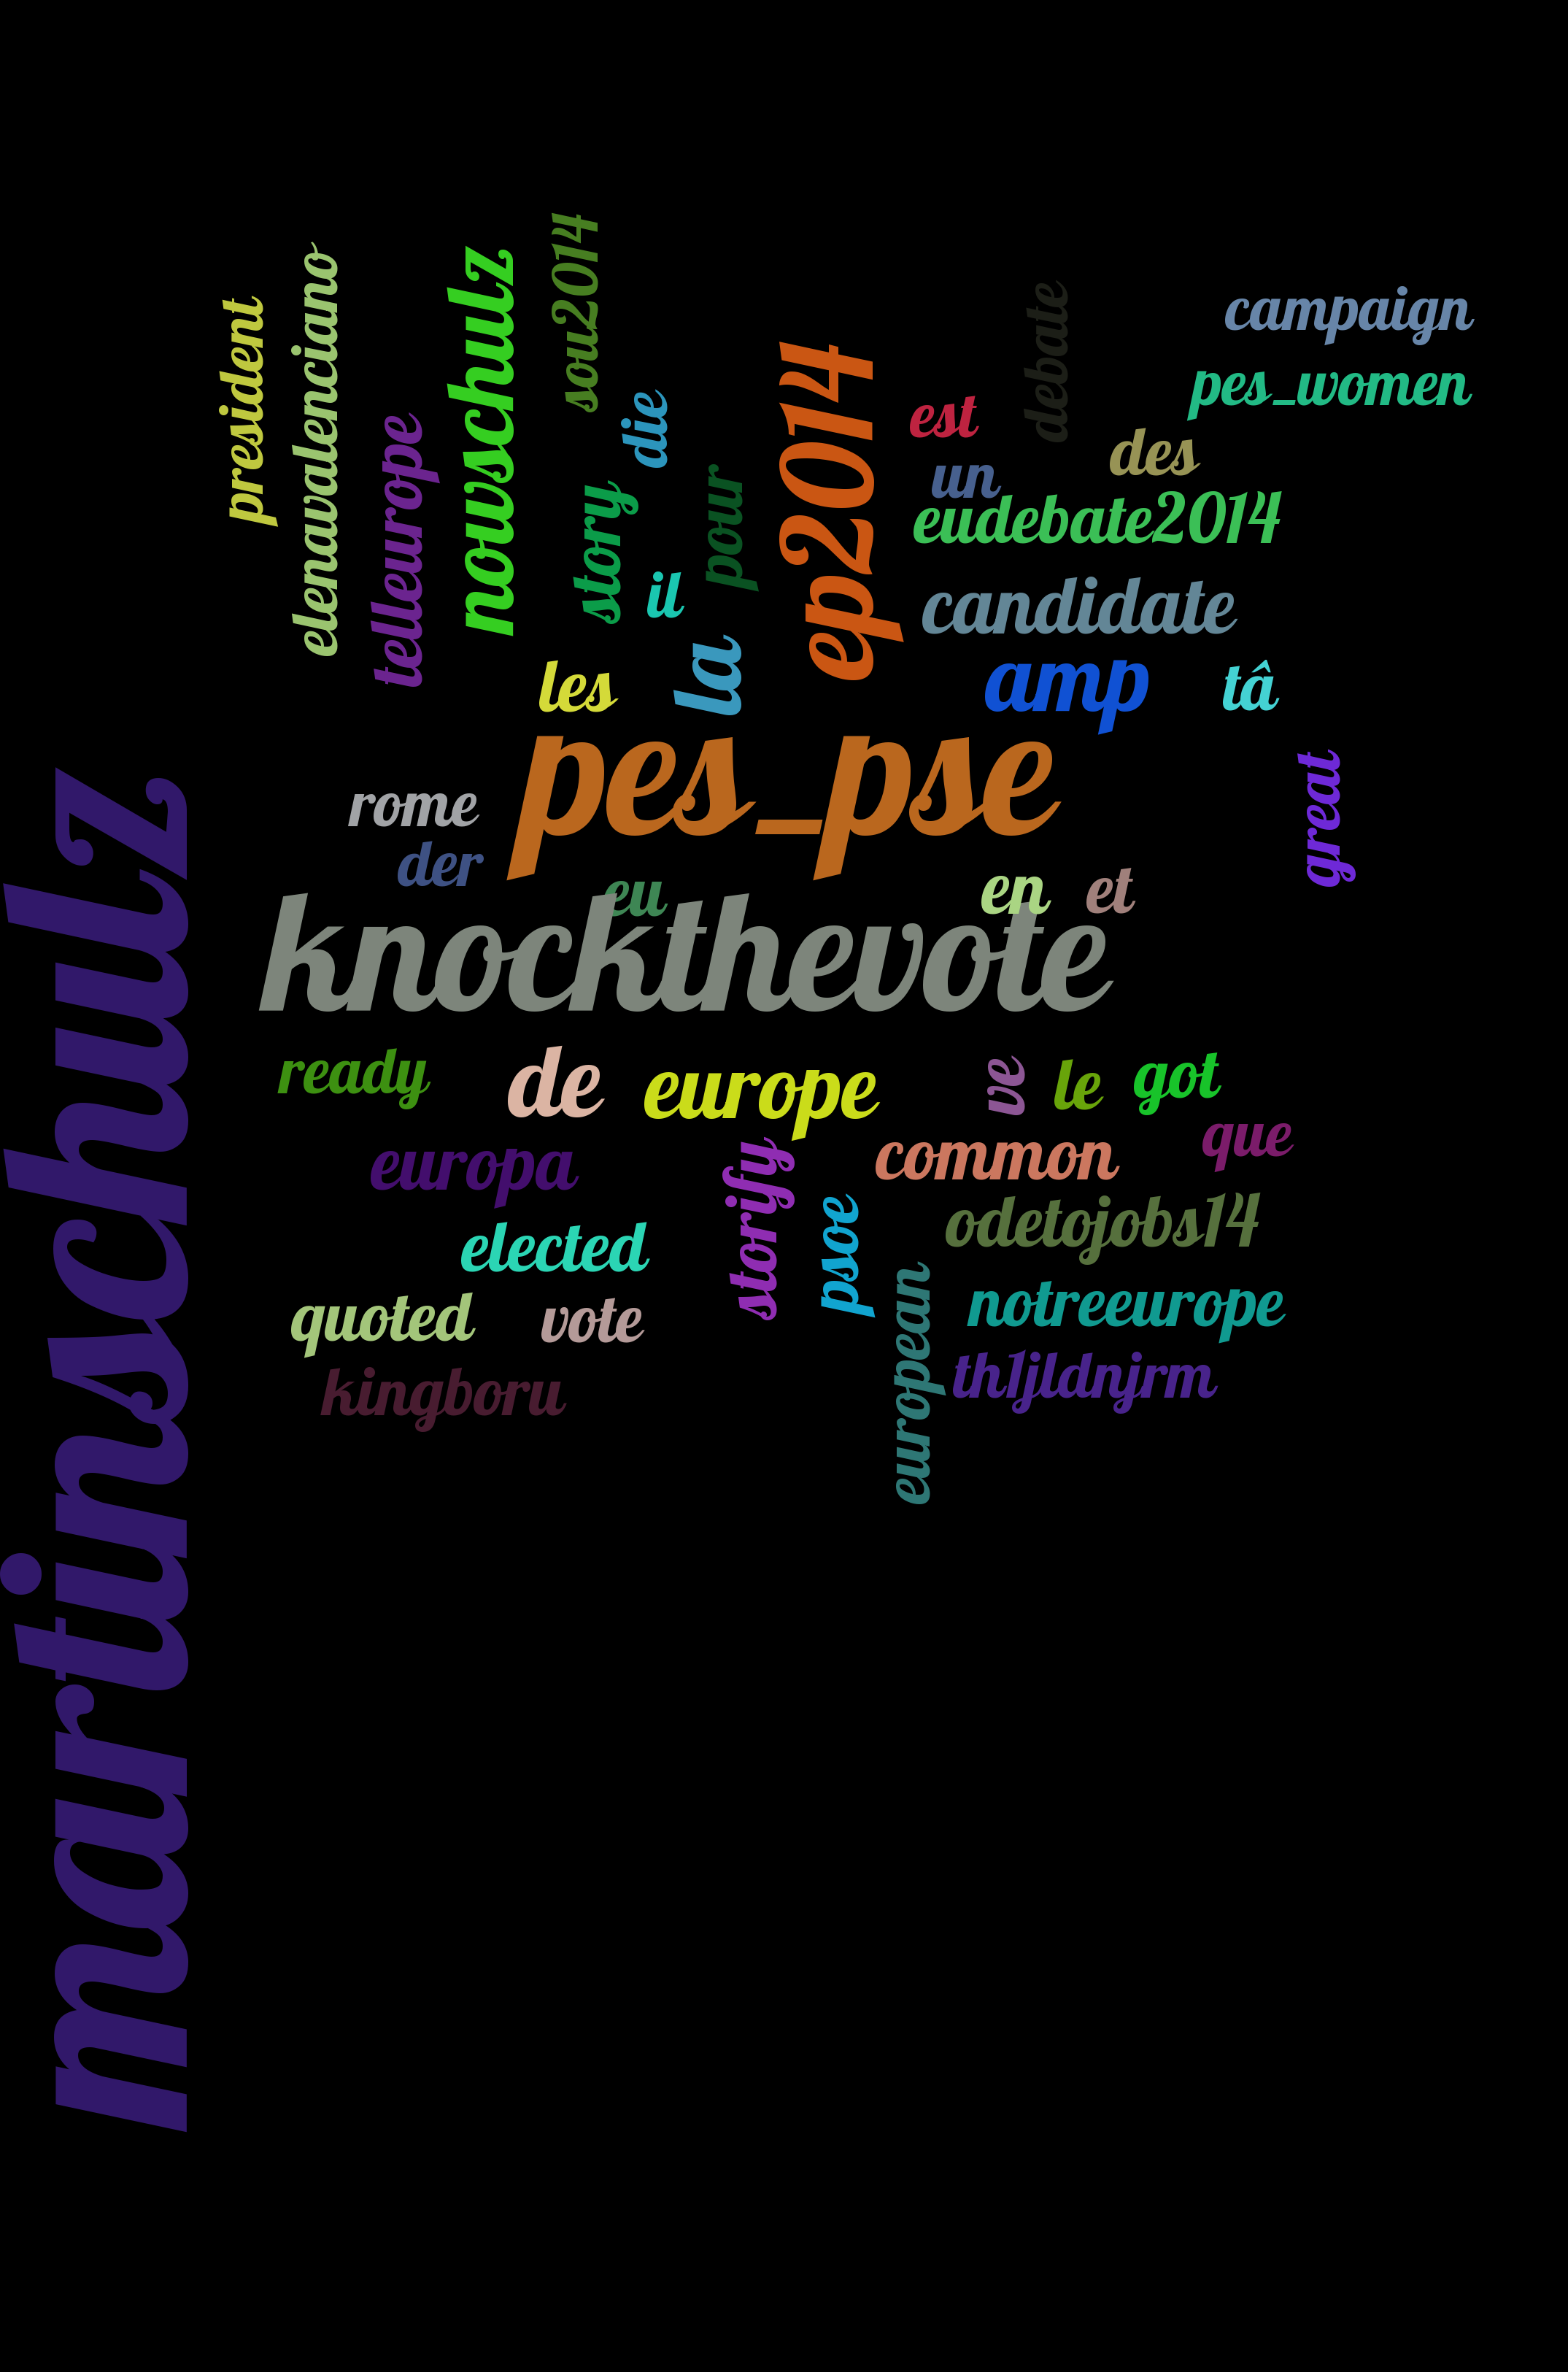 sou2014
elenavalenciano
nowschulz
debate
campaign
president
ep2014
pes_women
die
est
telleurope
des
un
pour
story
eudebate2014
il
candidate
la
les
amp
tâ
pes_pse
great
martinschulz
rome
der
eu
en
et
knockthevote
ready
de
europe
ve
le
got
que
europa
storify
common
psoe
odetojobs14
elected
european
notreeurope
quoted
vote
th1jldnjrm
kingboru